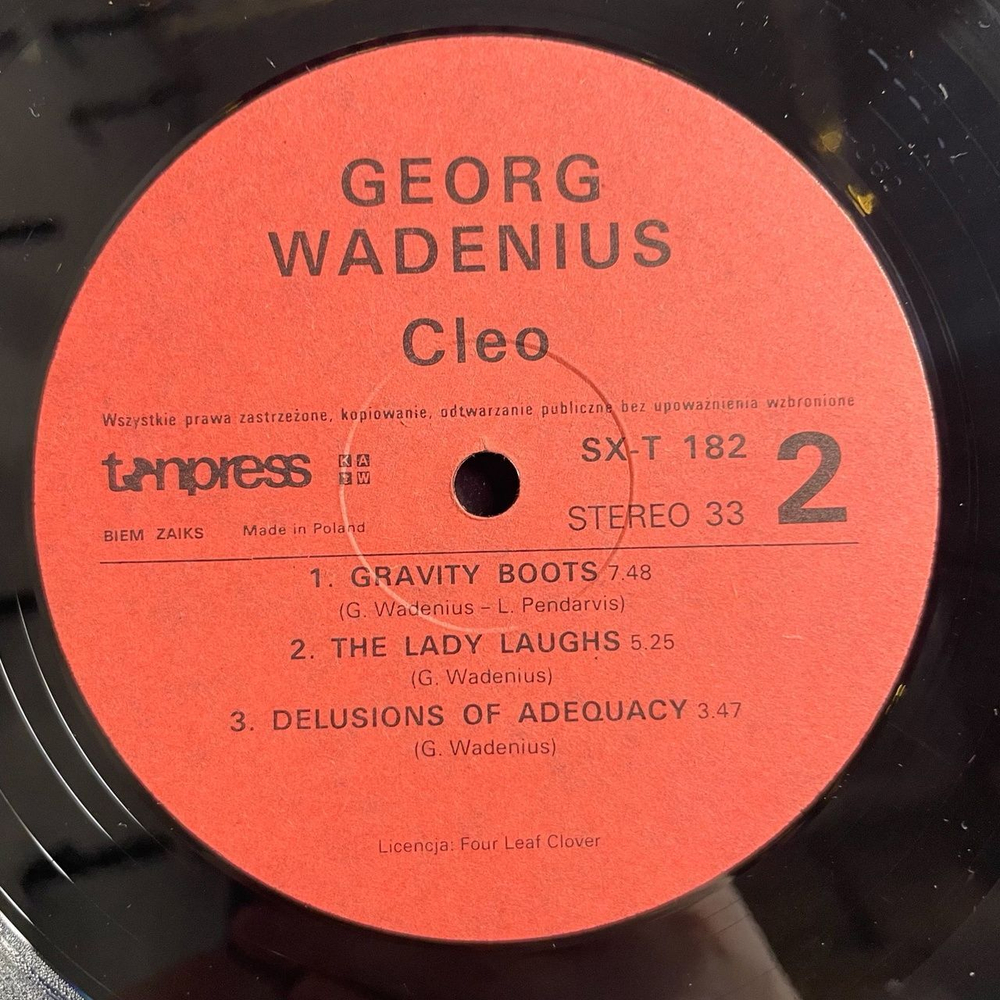 GEORG
WADENIUS
Cleo
Wszystkie prawa zastrzeżone, kopiowanie, odtwarzanie publiczne bez upoważnienia wzbronione
tonpress KAW SX-T 182 2
BIEM ZAIKS Made in Poland STEREO 33
1. GRAVITY BOOTS 7.48
(G. Wadenius – L. Pendarvis)
2. THE LADY LAUGHS 5.25
(G. Wadenius)
3. DELUSIONS OF ADEQUACY 3.47
(G. Wadenius)
Licencja: Four Leaf Clover